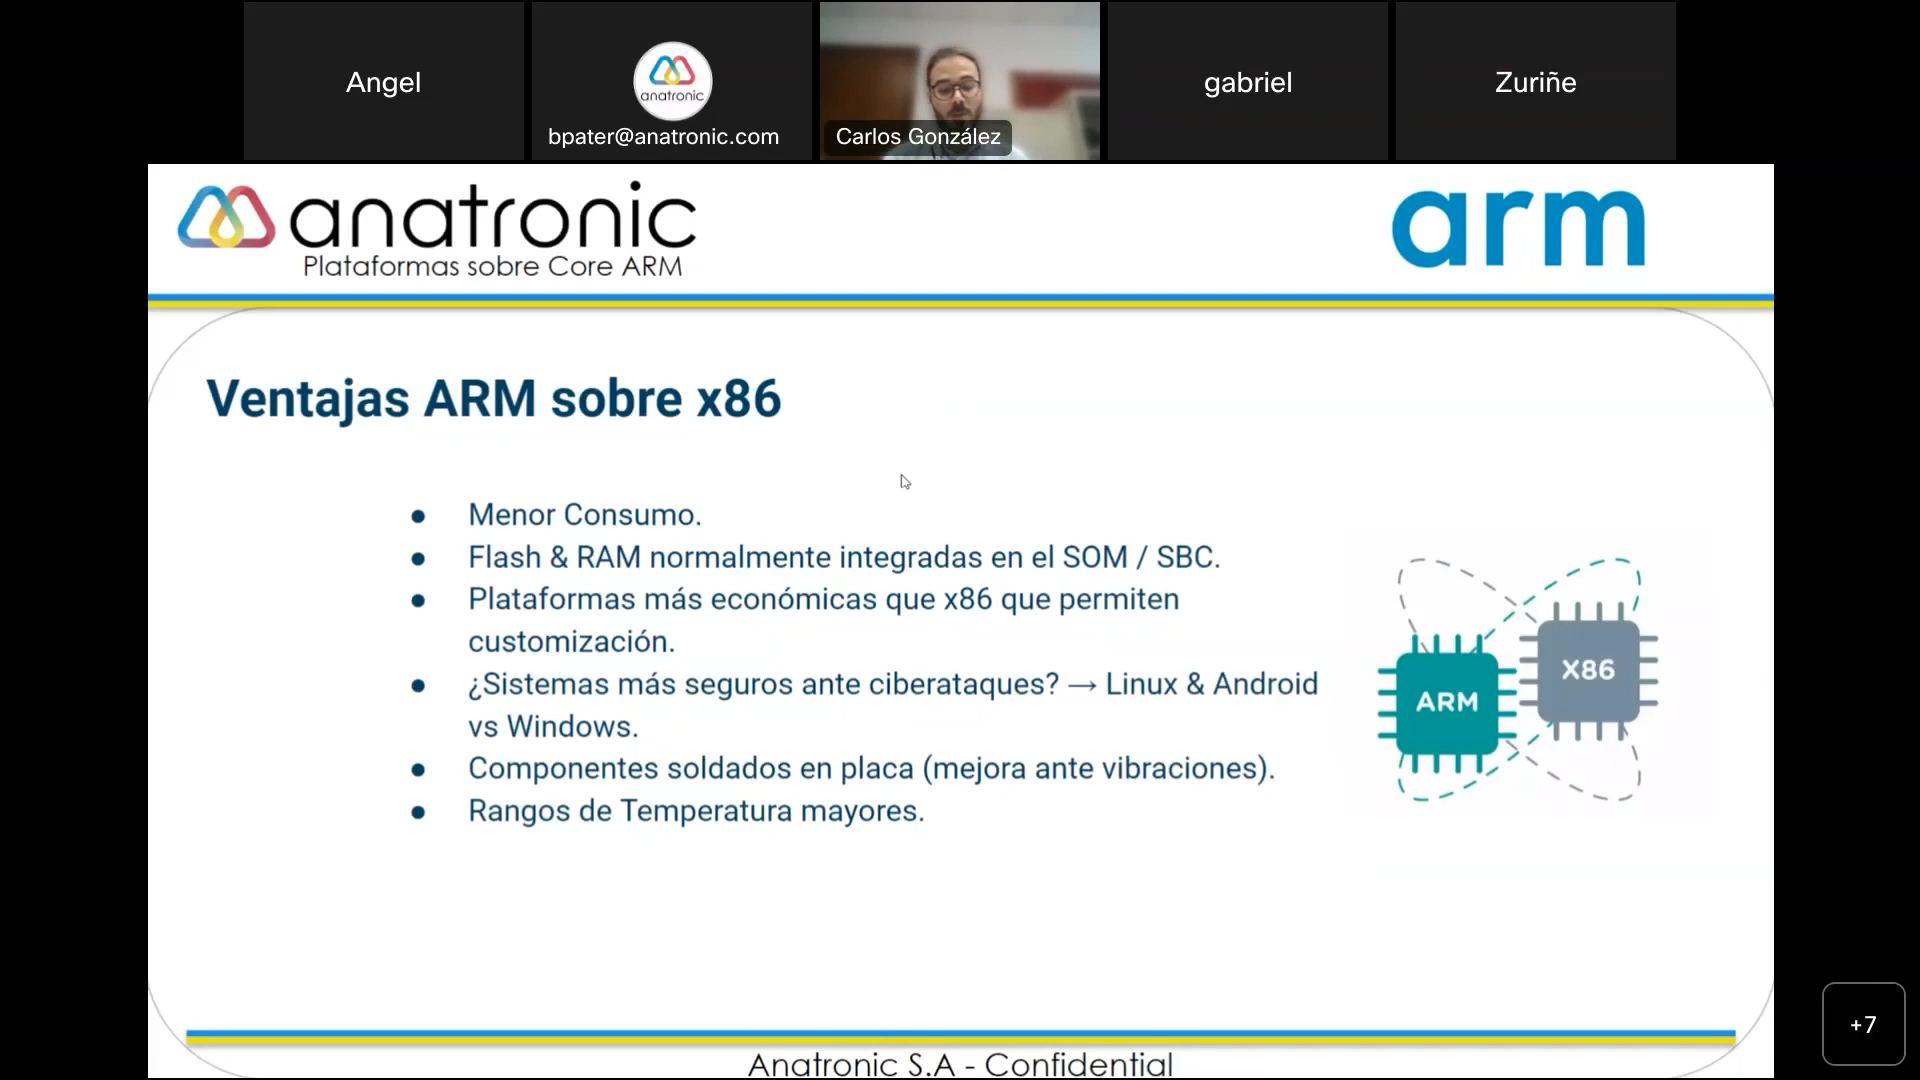 Angel
anatronic
bpater@anatronic.com
Carlos González
gabriel
Zuriñe
anatronic
Plataformas sobre Core ARM
arm
Ventajas ARM sobre x86
● Menor Consumo.
● Flash & RAM normalmente integradas en el SOM / SBC.
● Plataformas más económicas que x86 que permiten
customización.
● ¿Sistemas más seguros ante ciberataques? → Linux & Android
vs Windows.
● Componentes soldados en placa (mejora ante vibraciones).
● Rangos de Temperatura mayores.
ARM
X86
Anatronic S.A - Confidential
+7